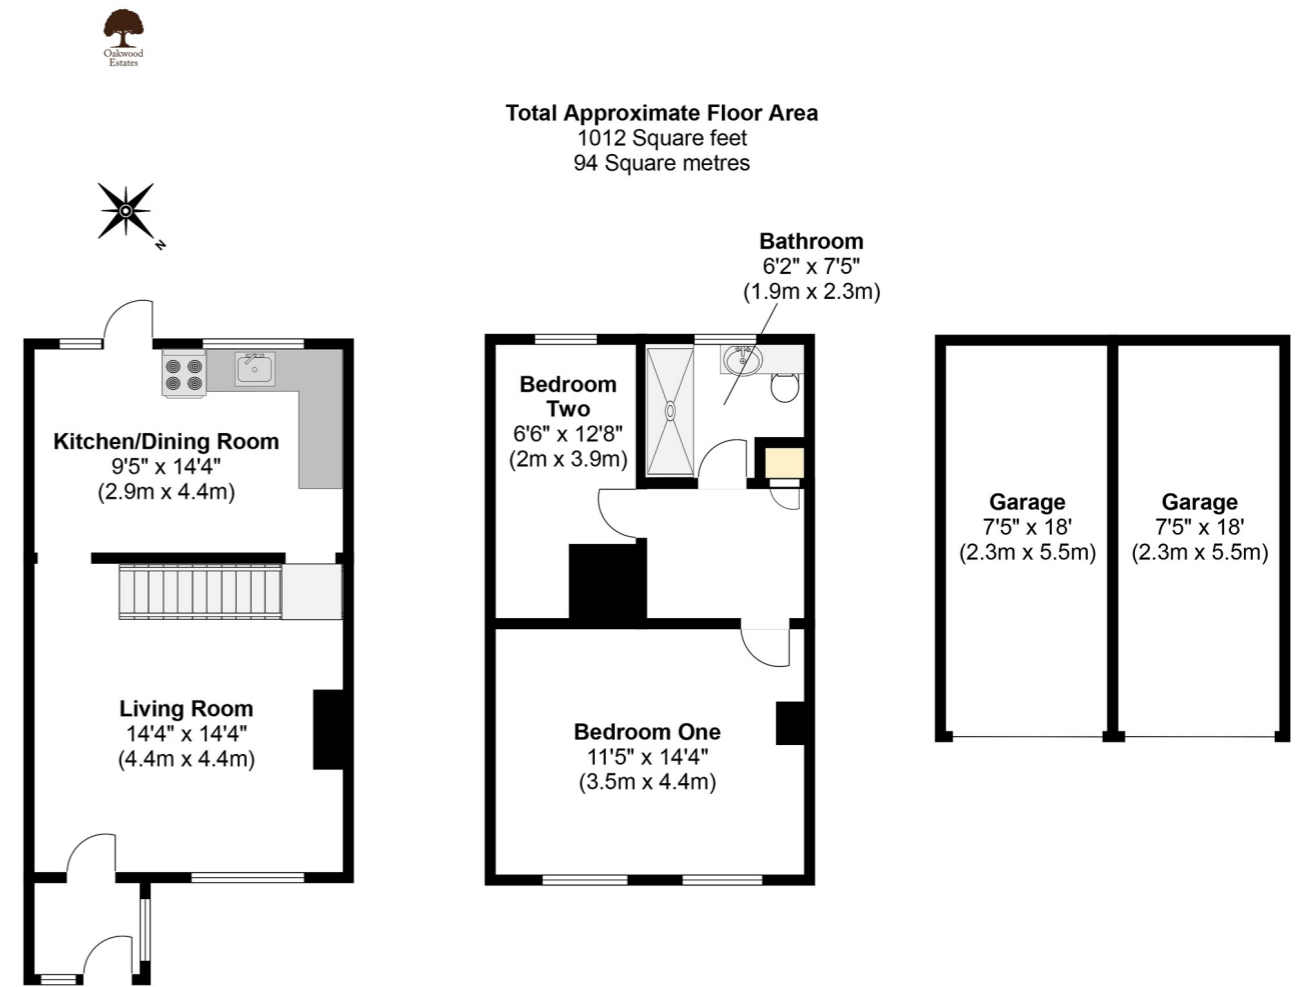 Oakwood
Estates
Total Approximate Floor Area
1012 Square feet
94 Square metres
N
Bathroom
6'2" x 7'5"
(1.9m x 2.3m)
Kitchen/Dining Room
9'5" x 14'4"
(2.9m x 4.4m)
Bedroom
Two
6'6" x 12'8"
(2m x 3.9m)
Garage
7'5" x 18'
(2.3m x 5.5m)
Garage
7'5" x 18'
(2.3m x 5.5m)
Living Room
14'4" x 14'4"
(4.4m x 4.4m)
Bedroom One
11'5" x 14'4"
(3.5m x 4.4m)